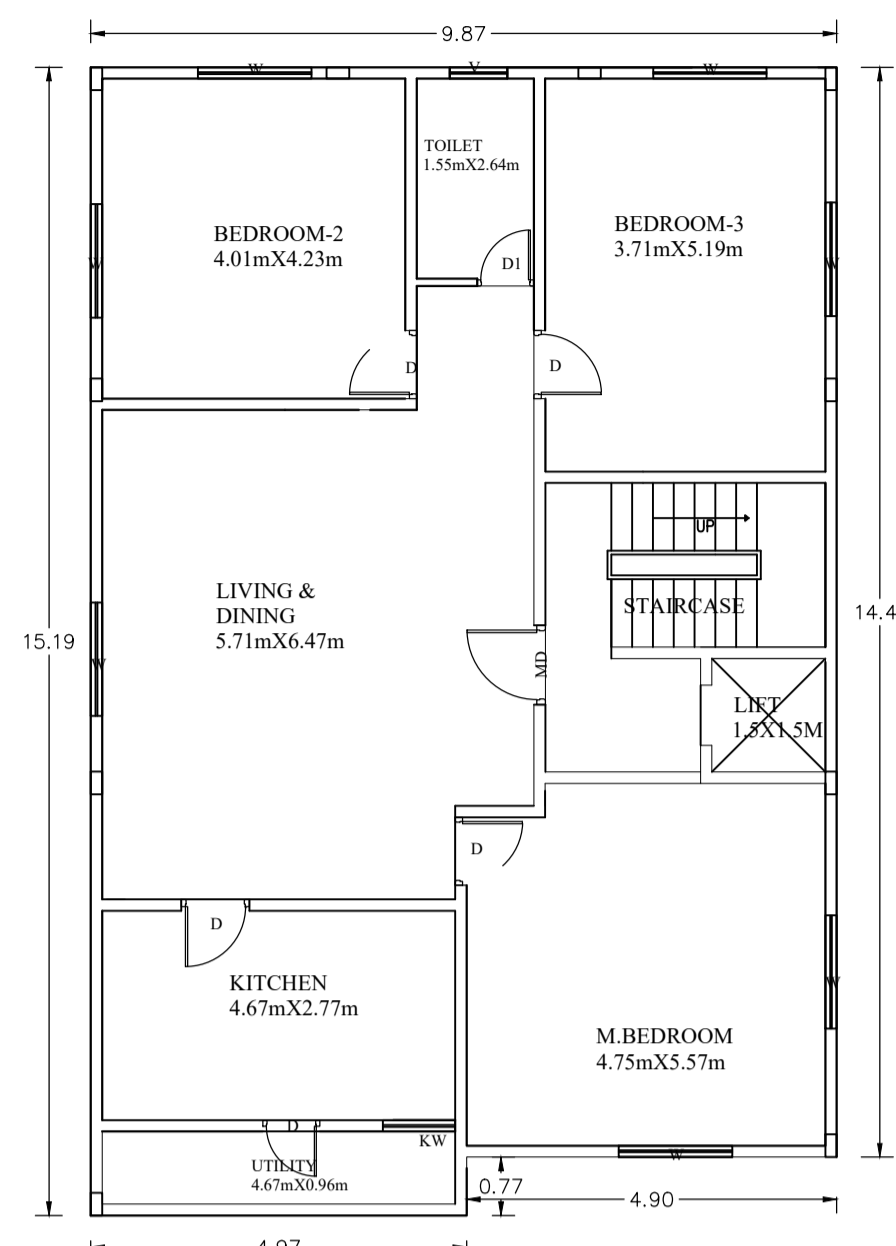 9.87
W
V
W
TOILET
1.55mX2.64m
BEDROOM-2
4.01mX4.23m
BEDROOM-3
3.71mX5.19m
W
W
D1
D
D
UP
LIVING &
DINING
5.71mX6.47m
STAIRCASE
15.19
14.4
W
MD
LIFT
1.5X1.5M
D
D
KITCHEN
4.67mX2.77m
W
M.BEDROOM
4.75mX5.57m
D
KW
W
UTILITY
4.67mX0.96m
0.77
4.90
4.97